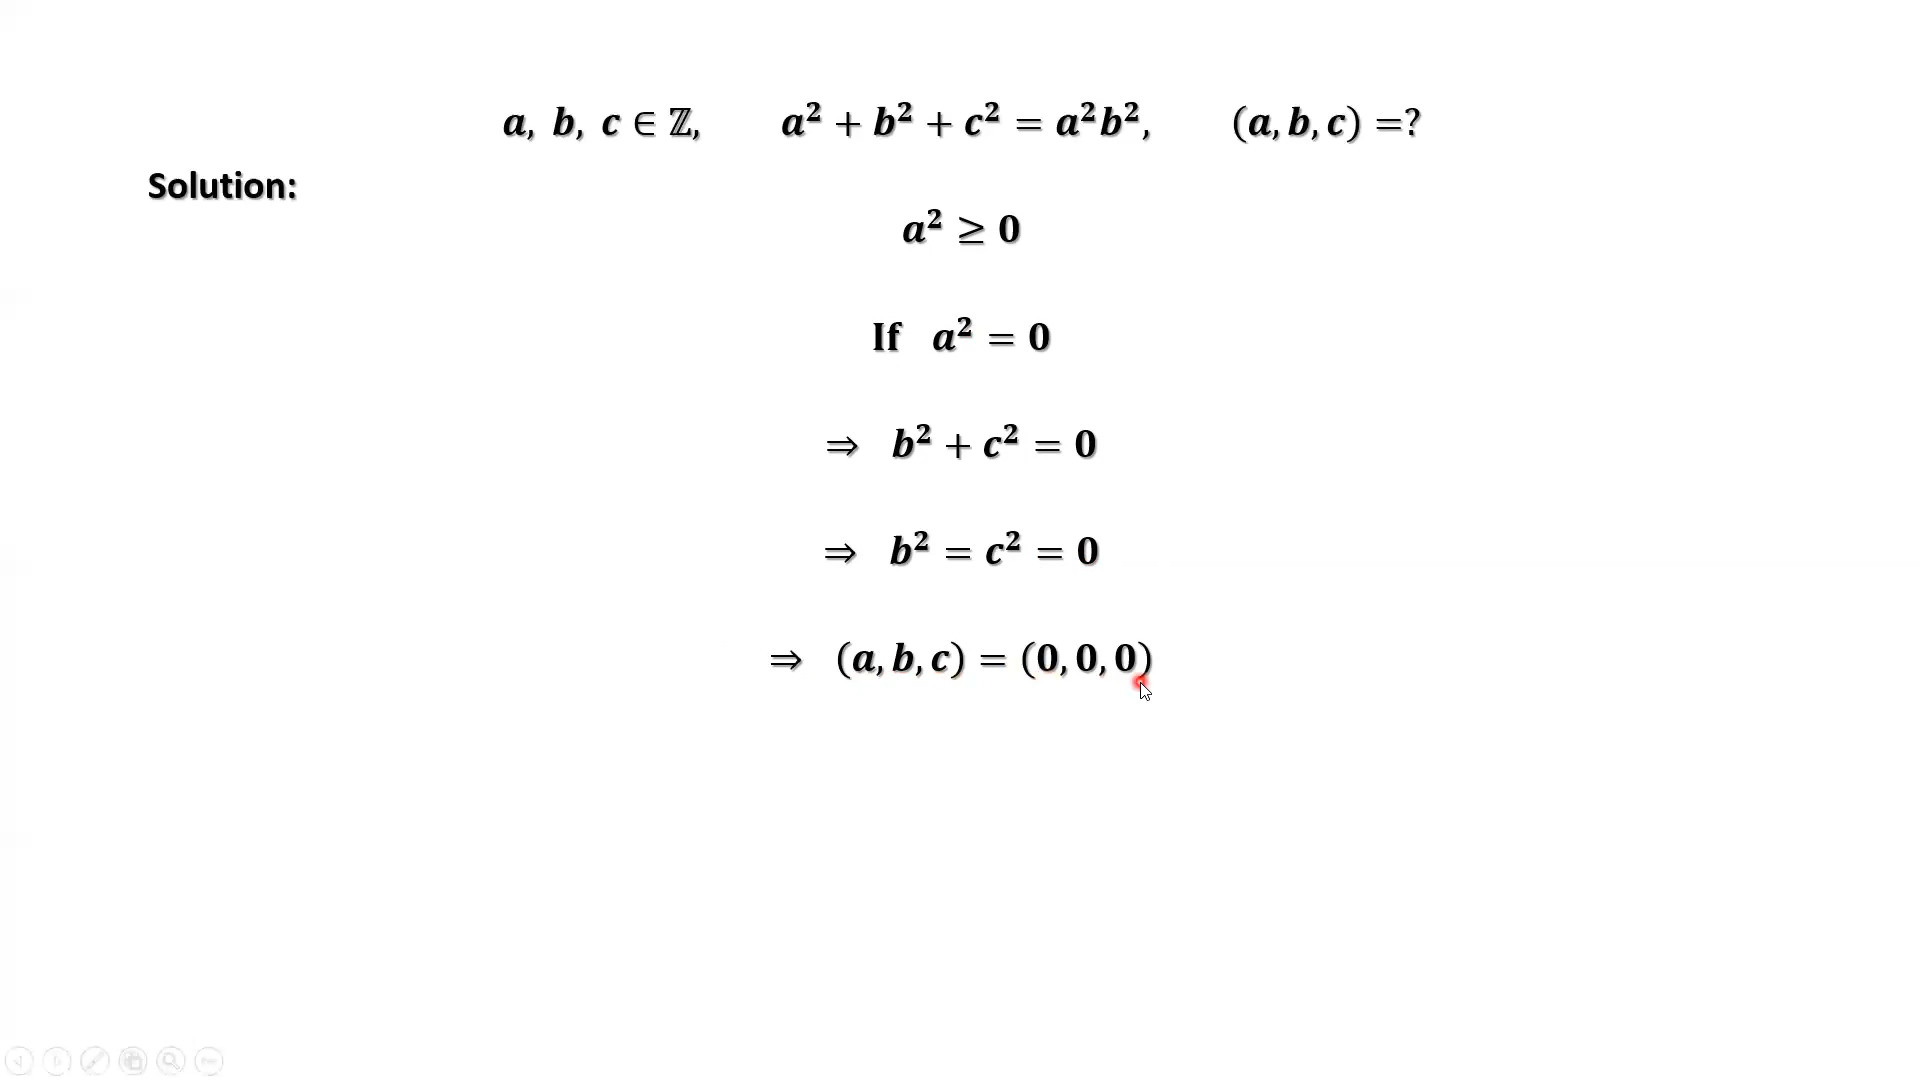 a, b, c ∈ ℤ, a² + b² + c² = a²b², (a, b, c) =?
Solution:
a² ≥ 0
If a² = 0
⇒ b² + c² = 0
⇒ b² = c² = 0
⇒ (a, b, c) = (0, 0, 0)